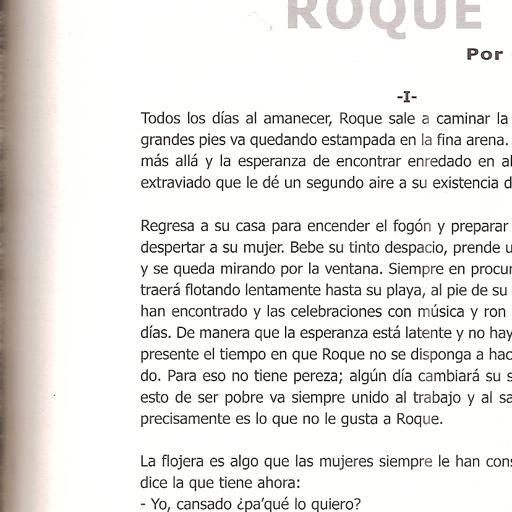 ROQUE
Por
-I-
Todos los días al amanecer, Roque sale a caminar la
grandes pies va quedando estampada en la fina arena.
más allá y la esperanza de encontrar enredado en al
extraviado que le dé un segundo aire a su existencia d
Regresa a su casa para encender el fogón y preparar
despertar a su mujer. Bebe su tinto despacio, prende u
y se queda mirando por la ventana. Siempre en procur
traerá flotando lentamente hasta su playa, al pie de su
han encontrado y las celebraciones con música y ron
días. De manera que la esperanza está latente y no hay
presente el tiempo en que Roque no se disponga a hac
do. Para eso no tiene pereza; algún día cambiará su s
esto de ser pobre va siempre unido al trabajo y al sa
precisamente es lo que no le gusta a Roque.
La flojera es algo que las mujeres siempre le han cons
dice la que tiene ahora:
- Yo, cansado ¿pa'qué lo quiero?